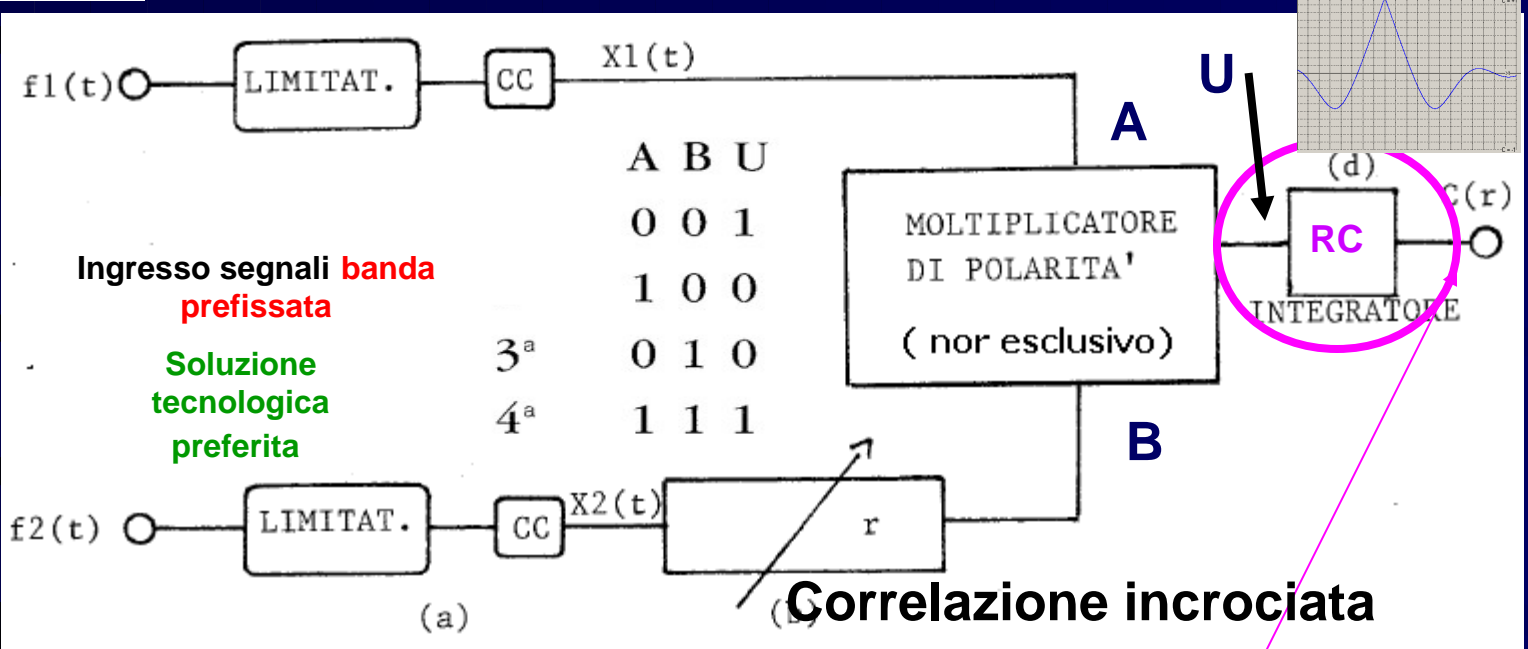 f1(t)
LIMITAT.
CC
X1(t)
A
U
(d)
RC
C(r)
INTEGRATORE
MOLTIPLICATORE
DI POLARITA'
( nor esclusivo)
A B U
0 0 1
1 0 0
3ª 0 1 0
4ª 1 1 1
Ingresso segnali banda
prefissata
Soluzione
tecnologica
preferita
B
f2(t)
LIMITAT.
CC
X2(t)
r
(a)
Correlazione incrociata